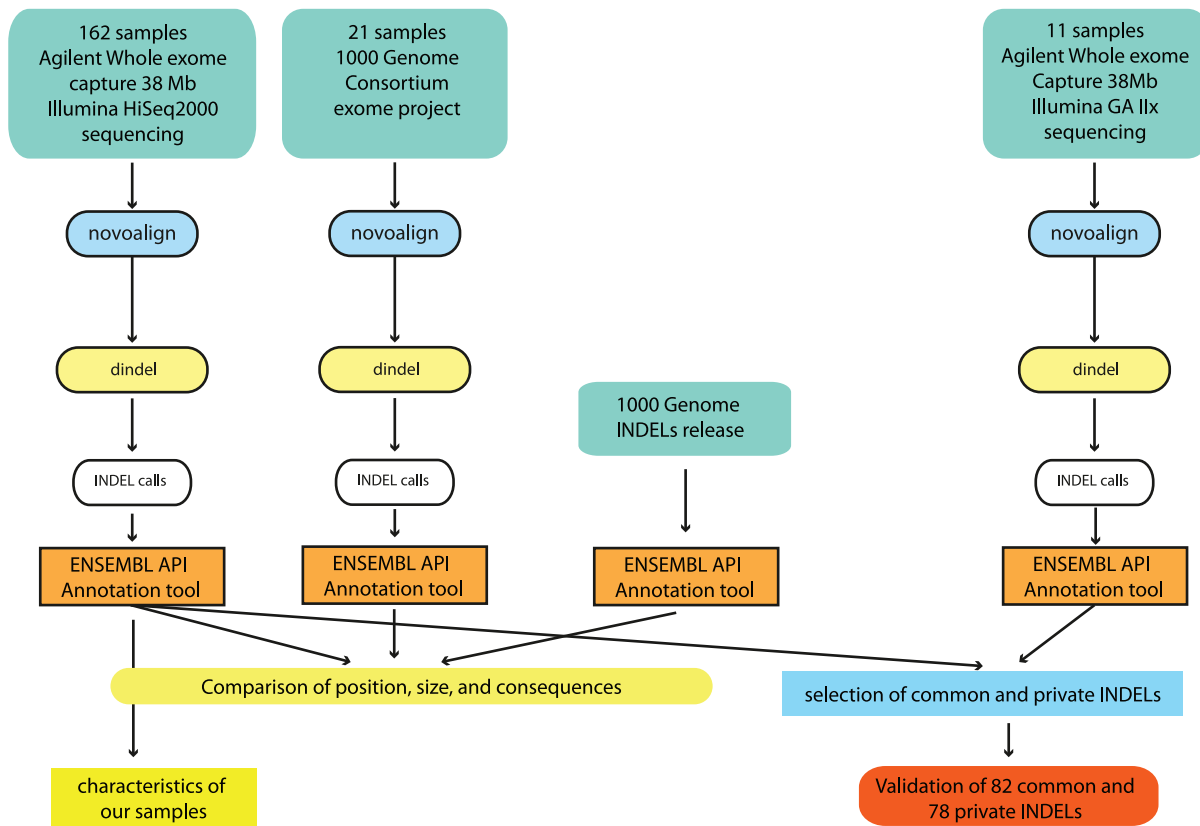 162 samples
Agilent Whole exome
capture 38 Mb
Illumina HiSeq2000
sequencing
21 samples
1000 Genome
Consortium
exome project
11 samples
Agilent Whole exome
Capture 38Mb
Illumina GA IIx
sequencing
novoalign
novoalign
novoalign
dindel
dindel
dindel
1000 Genome
INDELs release
INDEL calls
INDEL calls
INDEL calls
ENSEMBL API
Annotation tool
ENSEMBL API
Annotation tool
ENSEMBL API
Annotation tool
ENSEMBL API
Annotation tool
Comparison of position, size, and consequences
selection of common and private INDELs
characteristics of
our samples
Validation of 82 common and
78 private INDELs